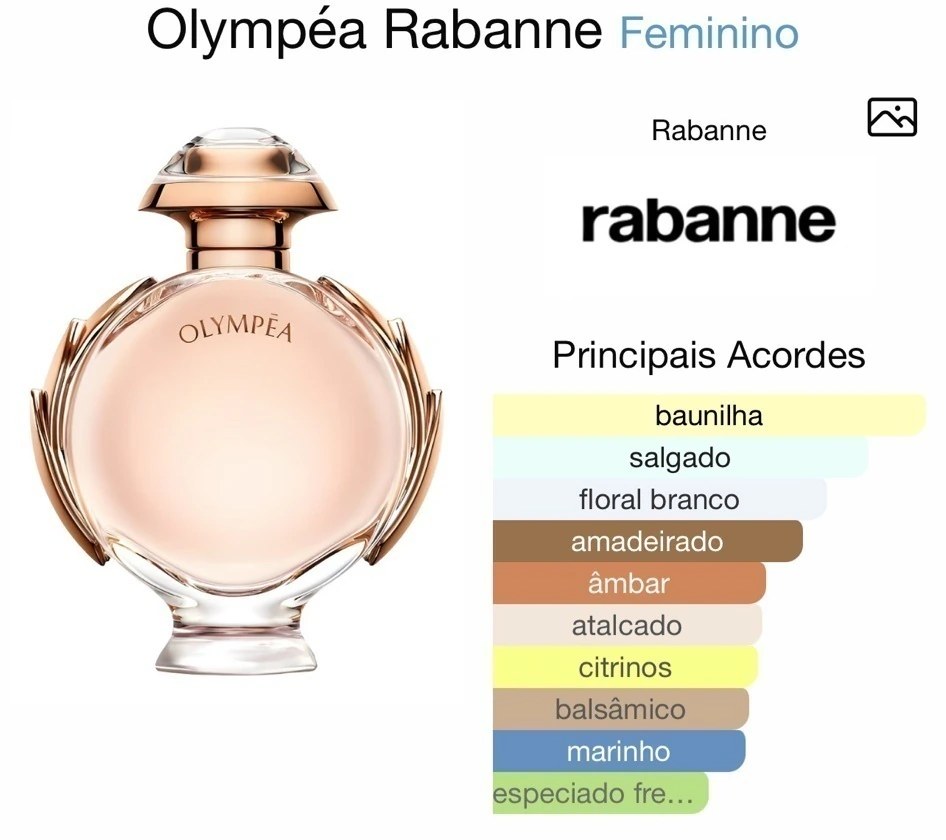 Olympéa Rabanne Feminino
Rabanne
rabanne
OLYMPĒA
Principais Acordes
baunilha
salgado
floral branco
amadeirado
âmbar
atalcado
citrinos
balsâmico
marinho
especiado fre...